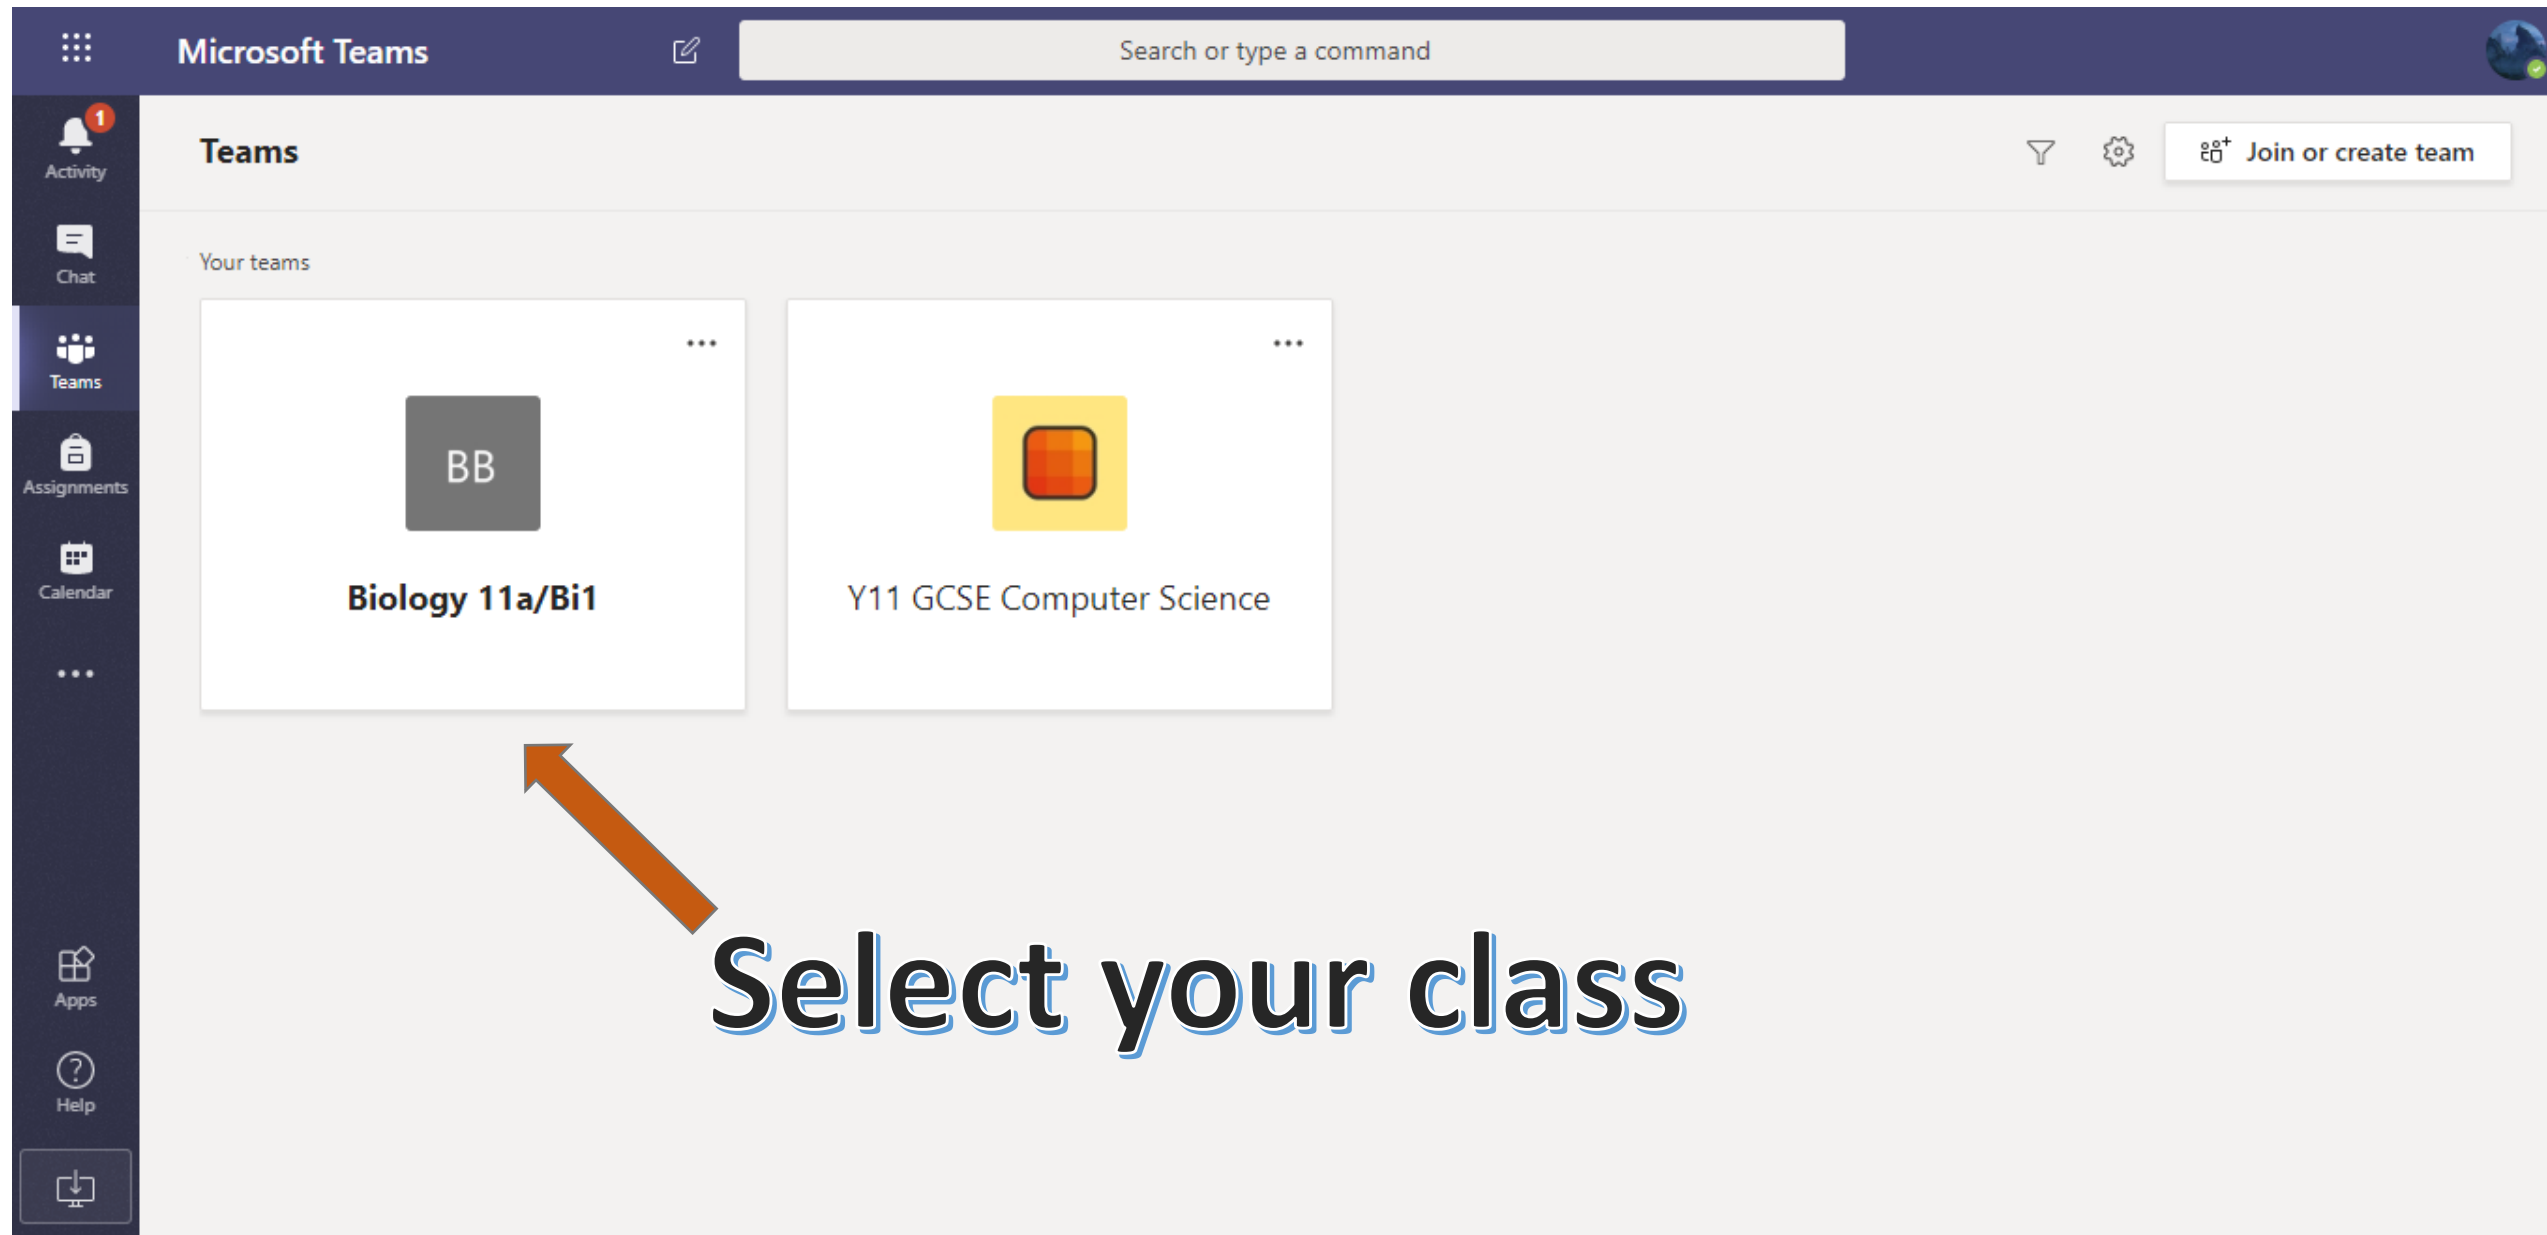 Microsoft Teams
Search or type a command
1
Activity
Teams
Join or create team
Chat
Your teams
Teams
BB
Assignments
Biology 11a/Bi1
Y11 GCSE Computer Science
Calendar
Select your class
Apps
Help